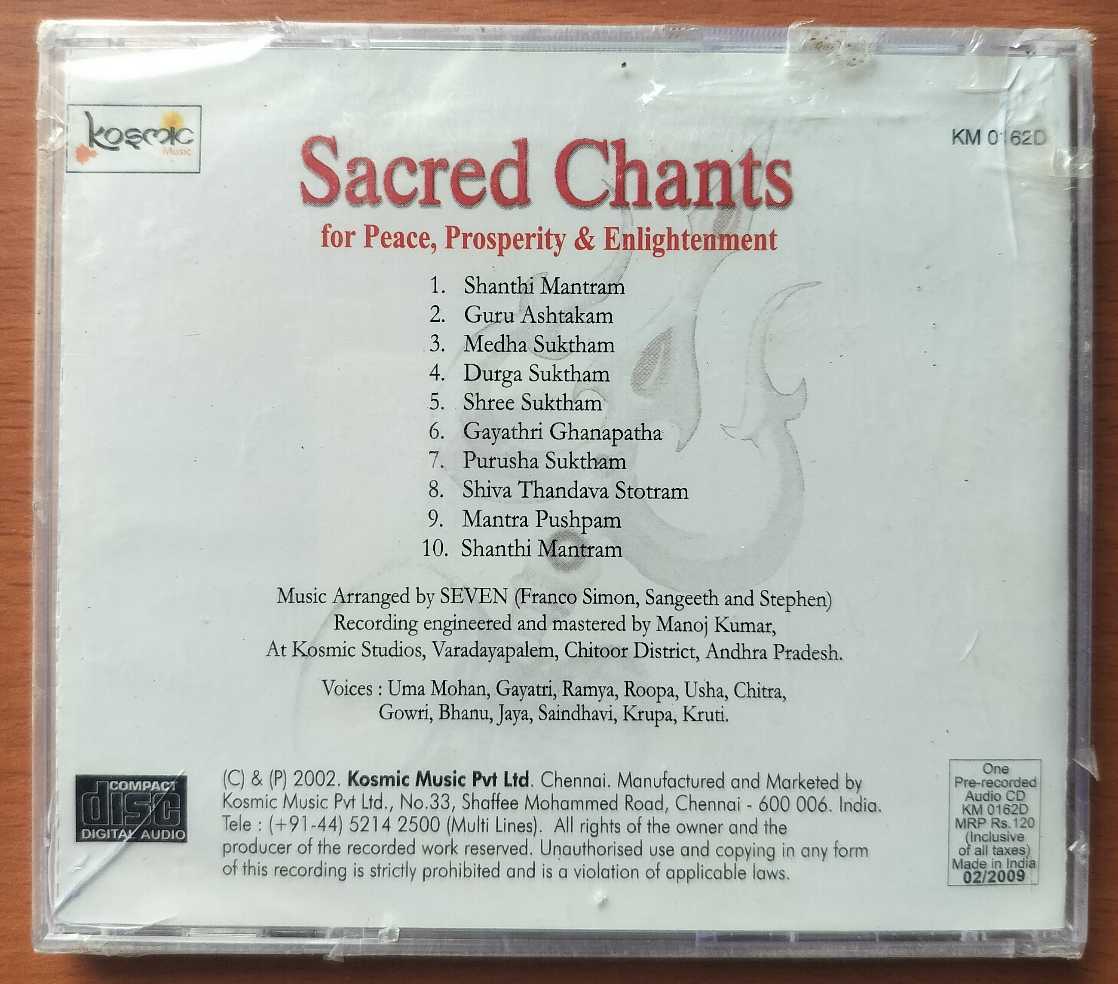 Kosmic
Music
KM 0162D
Sacred Chants
for Peace, Prosperity & Enlightenment
1. Shanthi Mantram
2. Guru Ashtakam
3. Medha Suktham
4. Durga Suktham
5. Shree Suktham
6. Gayathri Ghanapatha
7. Purusha Suktham
8. Shiva Thandava Stotram
9. Mantra Pushpam
10. Shanthi Mantram
Music Arranged by SEVEN (Franco Simon, Sangeeth and Stephen)
Recording engineered and mastered by Manoj Kumar,
At Kosmic Studios, Varadayapalem, Chitoor District, Andhra Pradesh.
Voices : Uma Mohan, Gayatri, Ramya, Roopa, Usha, Chitra,
Gowri, Bhanu, Jaya, Saindhavi, Krupa, Kruti.
COMPACT
disc
DIGITAL AUDIO
(C) & (P) 2002. Kosmic Music Pvt Ltd. Chennai. Manufactured and Marketed by
Kosmic Music Pvt Ltd., No.33, Shaffee Mohammed Road, Chennai - 600 006. India.
Tele : (+91-44) 5214 2500 (Multi Lines). All rights of the owner and the
producer of the recorded work reserved. Unauthorised use and copying in any form
of this recording is strictly prohibited and is a violation of applicable laws.
One
Pre-recorded
Audio CD
KM 0162D
MRP Rs.120
(Inclusive
of all taxes)
Made in India
02/2009